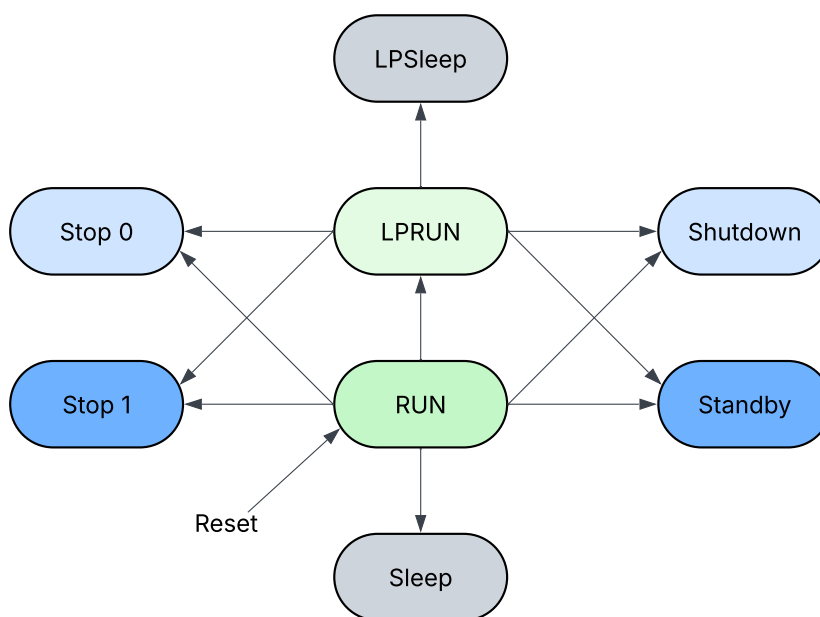 LPSleep
Stop 0
LPRUN
Shutdown
Stop 1
RUN
Standby
Reset
Sleep